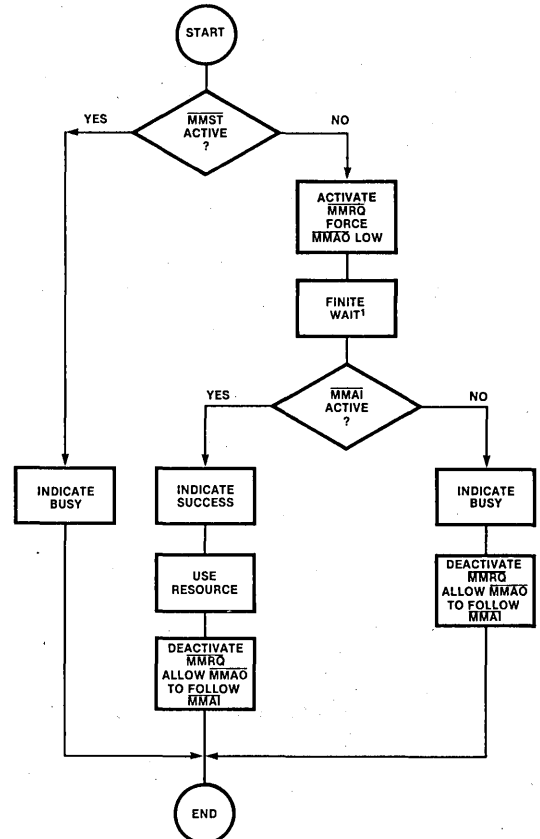 START
YES
MMST
ACTIVE
?
NO
ACTIVATE
MMRQ
FORCE
MMAO LOW
FINITE
WAIT¹
YES
MMAI
ACTIVE
?
NO
INDICATE
BUSY
INDICATE
SUCCESS
INDICATE
BUSY
USE
RESOURCE
DEACTIVATE
MMRQ
ALLOW MMAO
TO FOLLOW
MMAI
DEACTIVATE
MMRQ
ALLOW MMAO
TO FOLLOW
MMAI
END